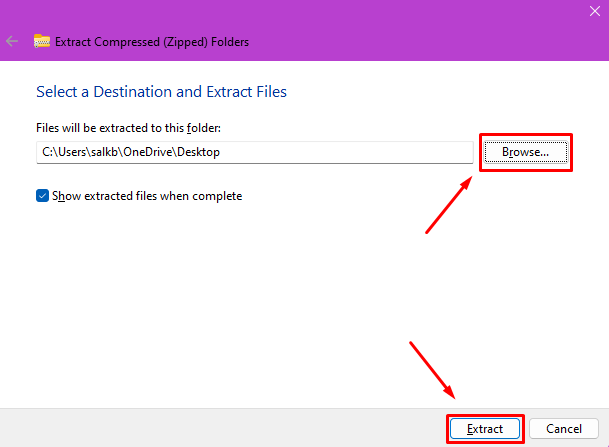 Extract Compressed (Zipped) Folders
Select a Destination and Extract Files
Files will be extracted to this folder:
C:\Users\salkb\OneDrive\Desktop
Browse...
Show extracted files when complete
Extract
Cancel